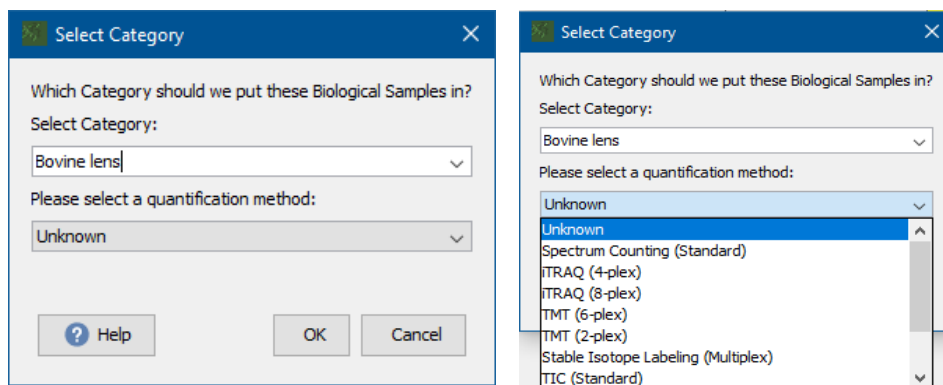 Select Category
Which Category should we put these Biological Samples in?
Select Category:
Bovine lens
Please select a quantification method:
Unknown
Help
OK
Cancel
Select Category
Which Category should we put these Biological Samples in?
Select Category:
Bovine lens
Please select a quantification method:
Unknown
Unknown
Spectrum Counting (Standard)
iTRAQ (4-plex)
iTRAQ (8-plex)
TMT (6-plex)
TMT (2-plex)
Stable Isotope Labeling (Multiplex)
TIC (Standard)